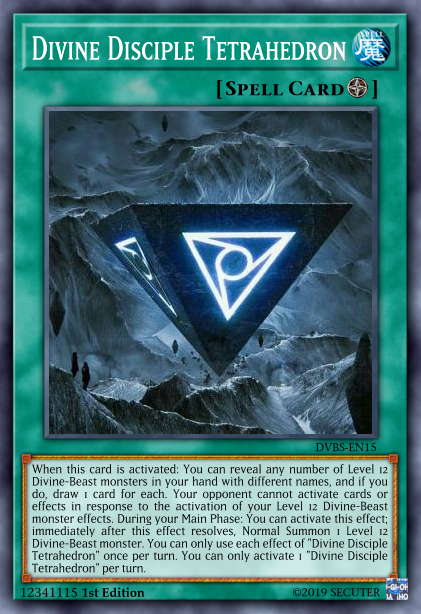 DIVINE DISCIPLE TETRAHEDRON 魔
[SPELL CARD]
DVBS-EN15
When this card is activated: You can reveal any number of Level 12
Divine-Beast monsters in your hand with different names, and if you
do, draw 1 card for each. Your opponent cannot activate cards or
effects in response to the activation of your Level 12 Divine-Beast
monster effects. During your Main Phase: You can activate this effect;
immediately after this effect resolves, Normal Summon 1 Level 12
Divine-Beast monster. You can only use each effect of "Divine Disciple
Tetrahedron" once per turn. You can only activate 1 "Divine Disciple
Tetrahedron" per turn.
12341115 1st Edition ©2019 SECUTER